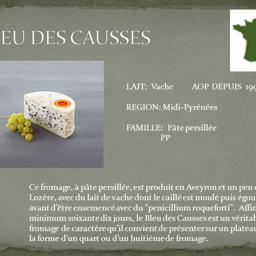 EU DES CAUSSES
LAIT: Vache AOP DEPUIS 199
REGION: Midi-Pyrénées
FAMILLE: Pâte persillée
PP
Ce fromage, à pâte persillée, est produit en Aveyron et un peu e
Lozère, avec du lait de vache dont le caillé est moulé puis égou
avant d'être ensemencé avec du "penicillium roqueforti". Affin
minimum soixante dix jours, le Bleu des Causses est un vérita
fromage de caractère qu'il convient de présenter sur un plateau
la forme d'un quart ou d'un huitième de fromage.